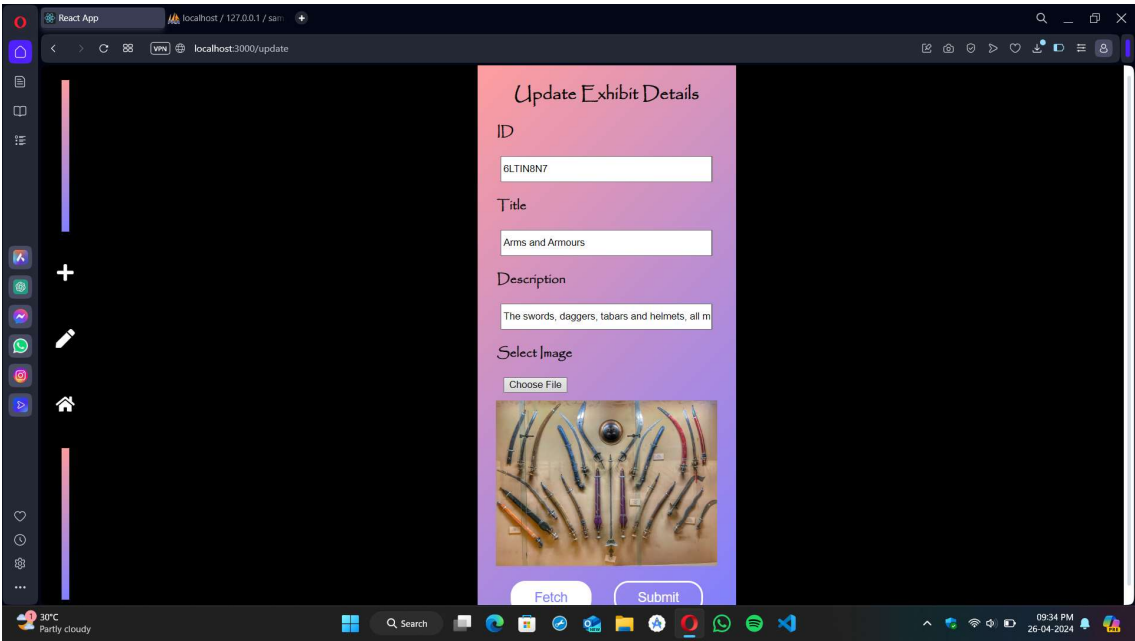 React App
localhost / 127.0.0.1 / sam
VPN
localhost:3000/update
Update Exhibit Details
ID
6LTIN8N7
Title
Arms and Armours
Description
The swords, daggers, tabars and helmets, all m
Select Image
Choose File
Fetch
Submit
1
30°C
Partly cloudy
Search
09:34 PM
26-04-2024